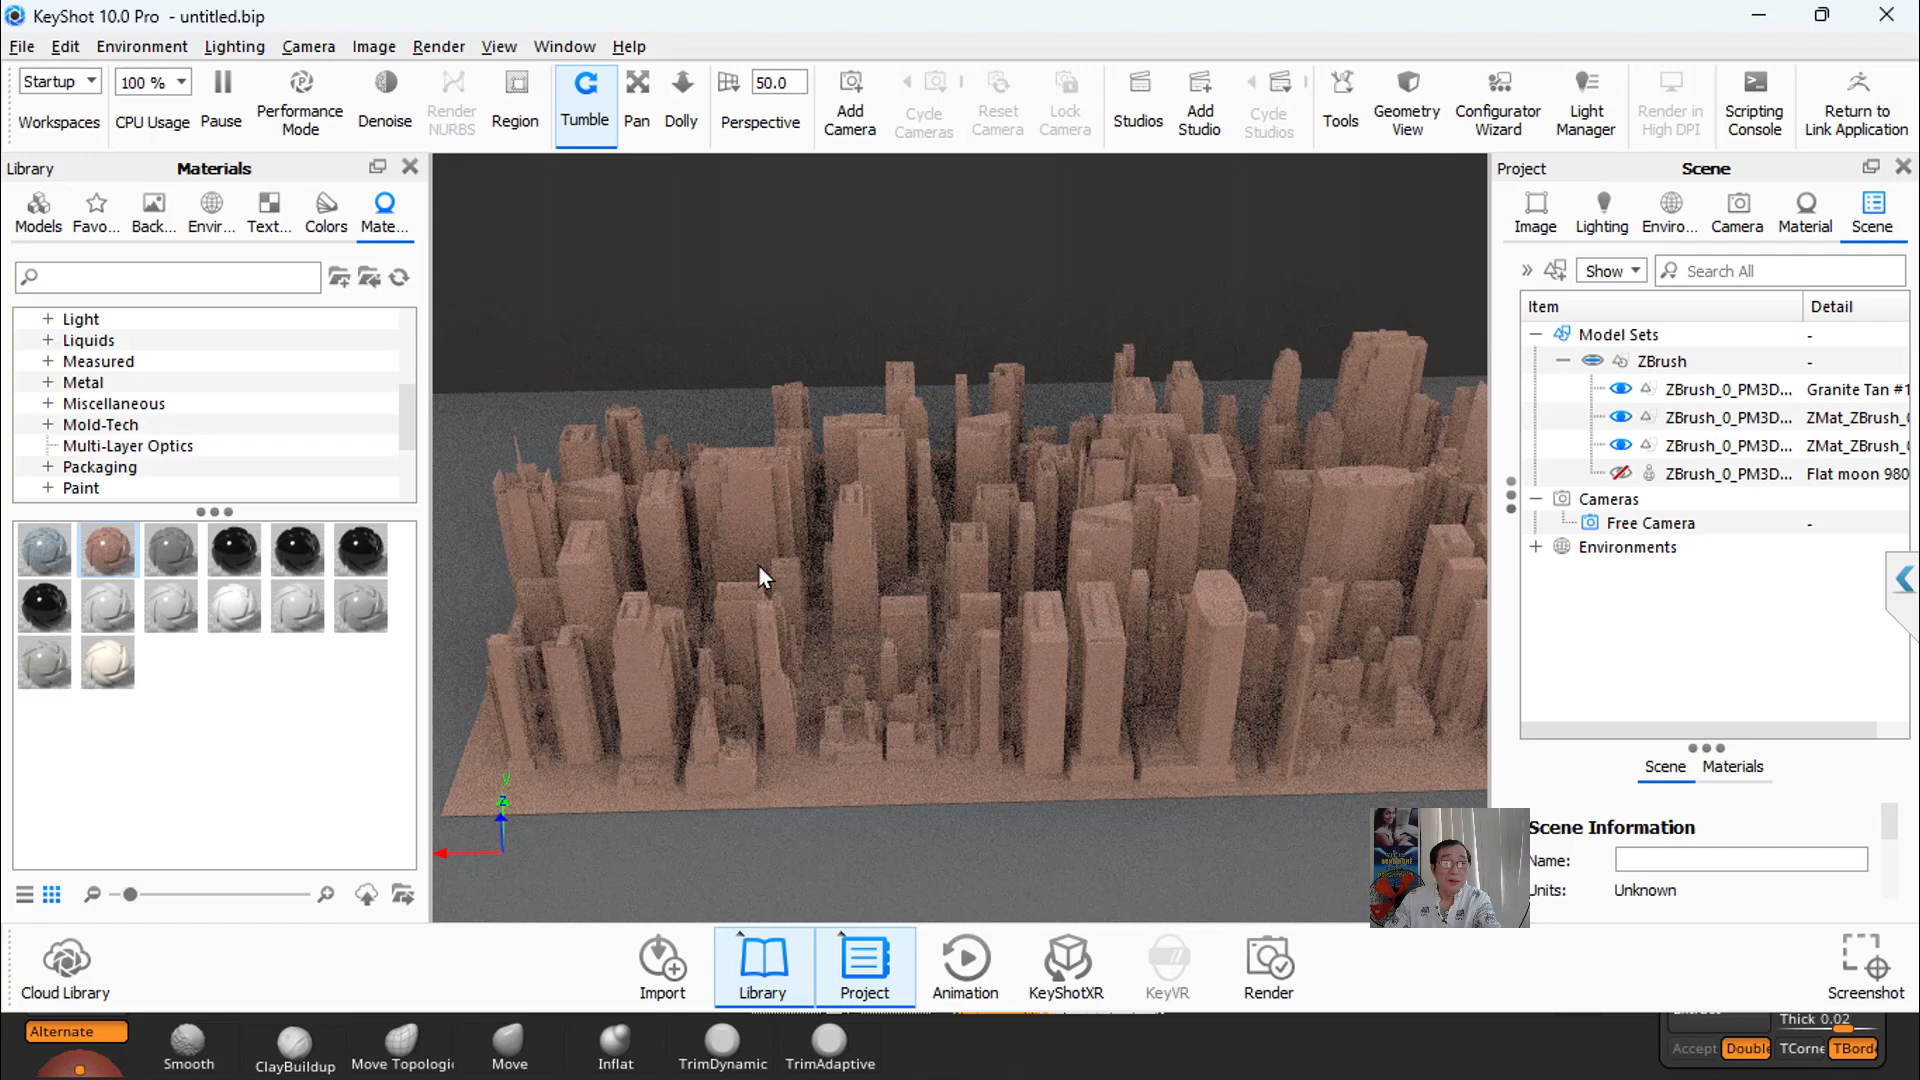 KeyShot 10.0 Pro - untitled.bip
File Edit Environment Lighting Camera Image Render View Window Help
Startup 100 % 50.0
Workspaces CPU Usage Pause Performance Mode Denoise Render NURBS Region Tumble Pan Dolly Perspective Add Camera Cycle Cameras Reset Camera Lock Camera Studios Add Studio Cycle Studios Tools Geometry View Configurator Wizard Light Manager Render in High DPI Scripting Console Return to Link Application
Library Materials
Models Favo... Back... Envir... Text... Colors Mate...
Light
Liquids
Measured
Metal
Miscellaneous
Mold-Tech
Multi-Layer Optics
Packaging
Paint
Project Scene
Image Lighting Enviro... Camera Material Scene
Show Search All
Item Detail
Model Sets -
ZBrush -
ZBrush_0_PM3D... Granite Tan #1
ZBrush_0_PM3D... ZMat_ZBrush_0
ZBrush_0_PM3D... ZMat_ZBrush_0
ZBrush_0_PM3D... Flat moon 980
Cameras
Free Camera -
Environments
Scene Materials
Scene Information
Name:
Units: Unknown
y
z
Cloud Library Import Library Project Animation KeyShotXR KeyVR Render Screenshot
Alternate
Smooth ClayBuildup Move Topologi Move Inflat TrimDynamic TrimAdaptive
Thick 0.02
Accept Double TCorne TBord